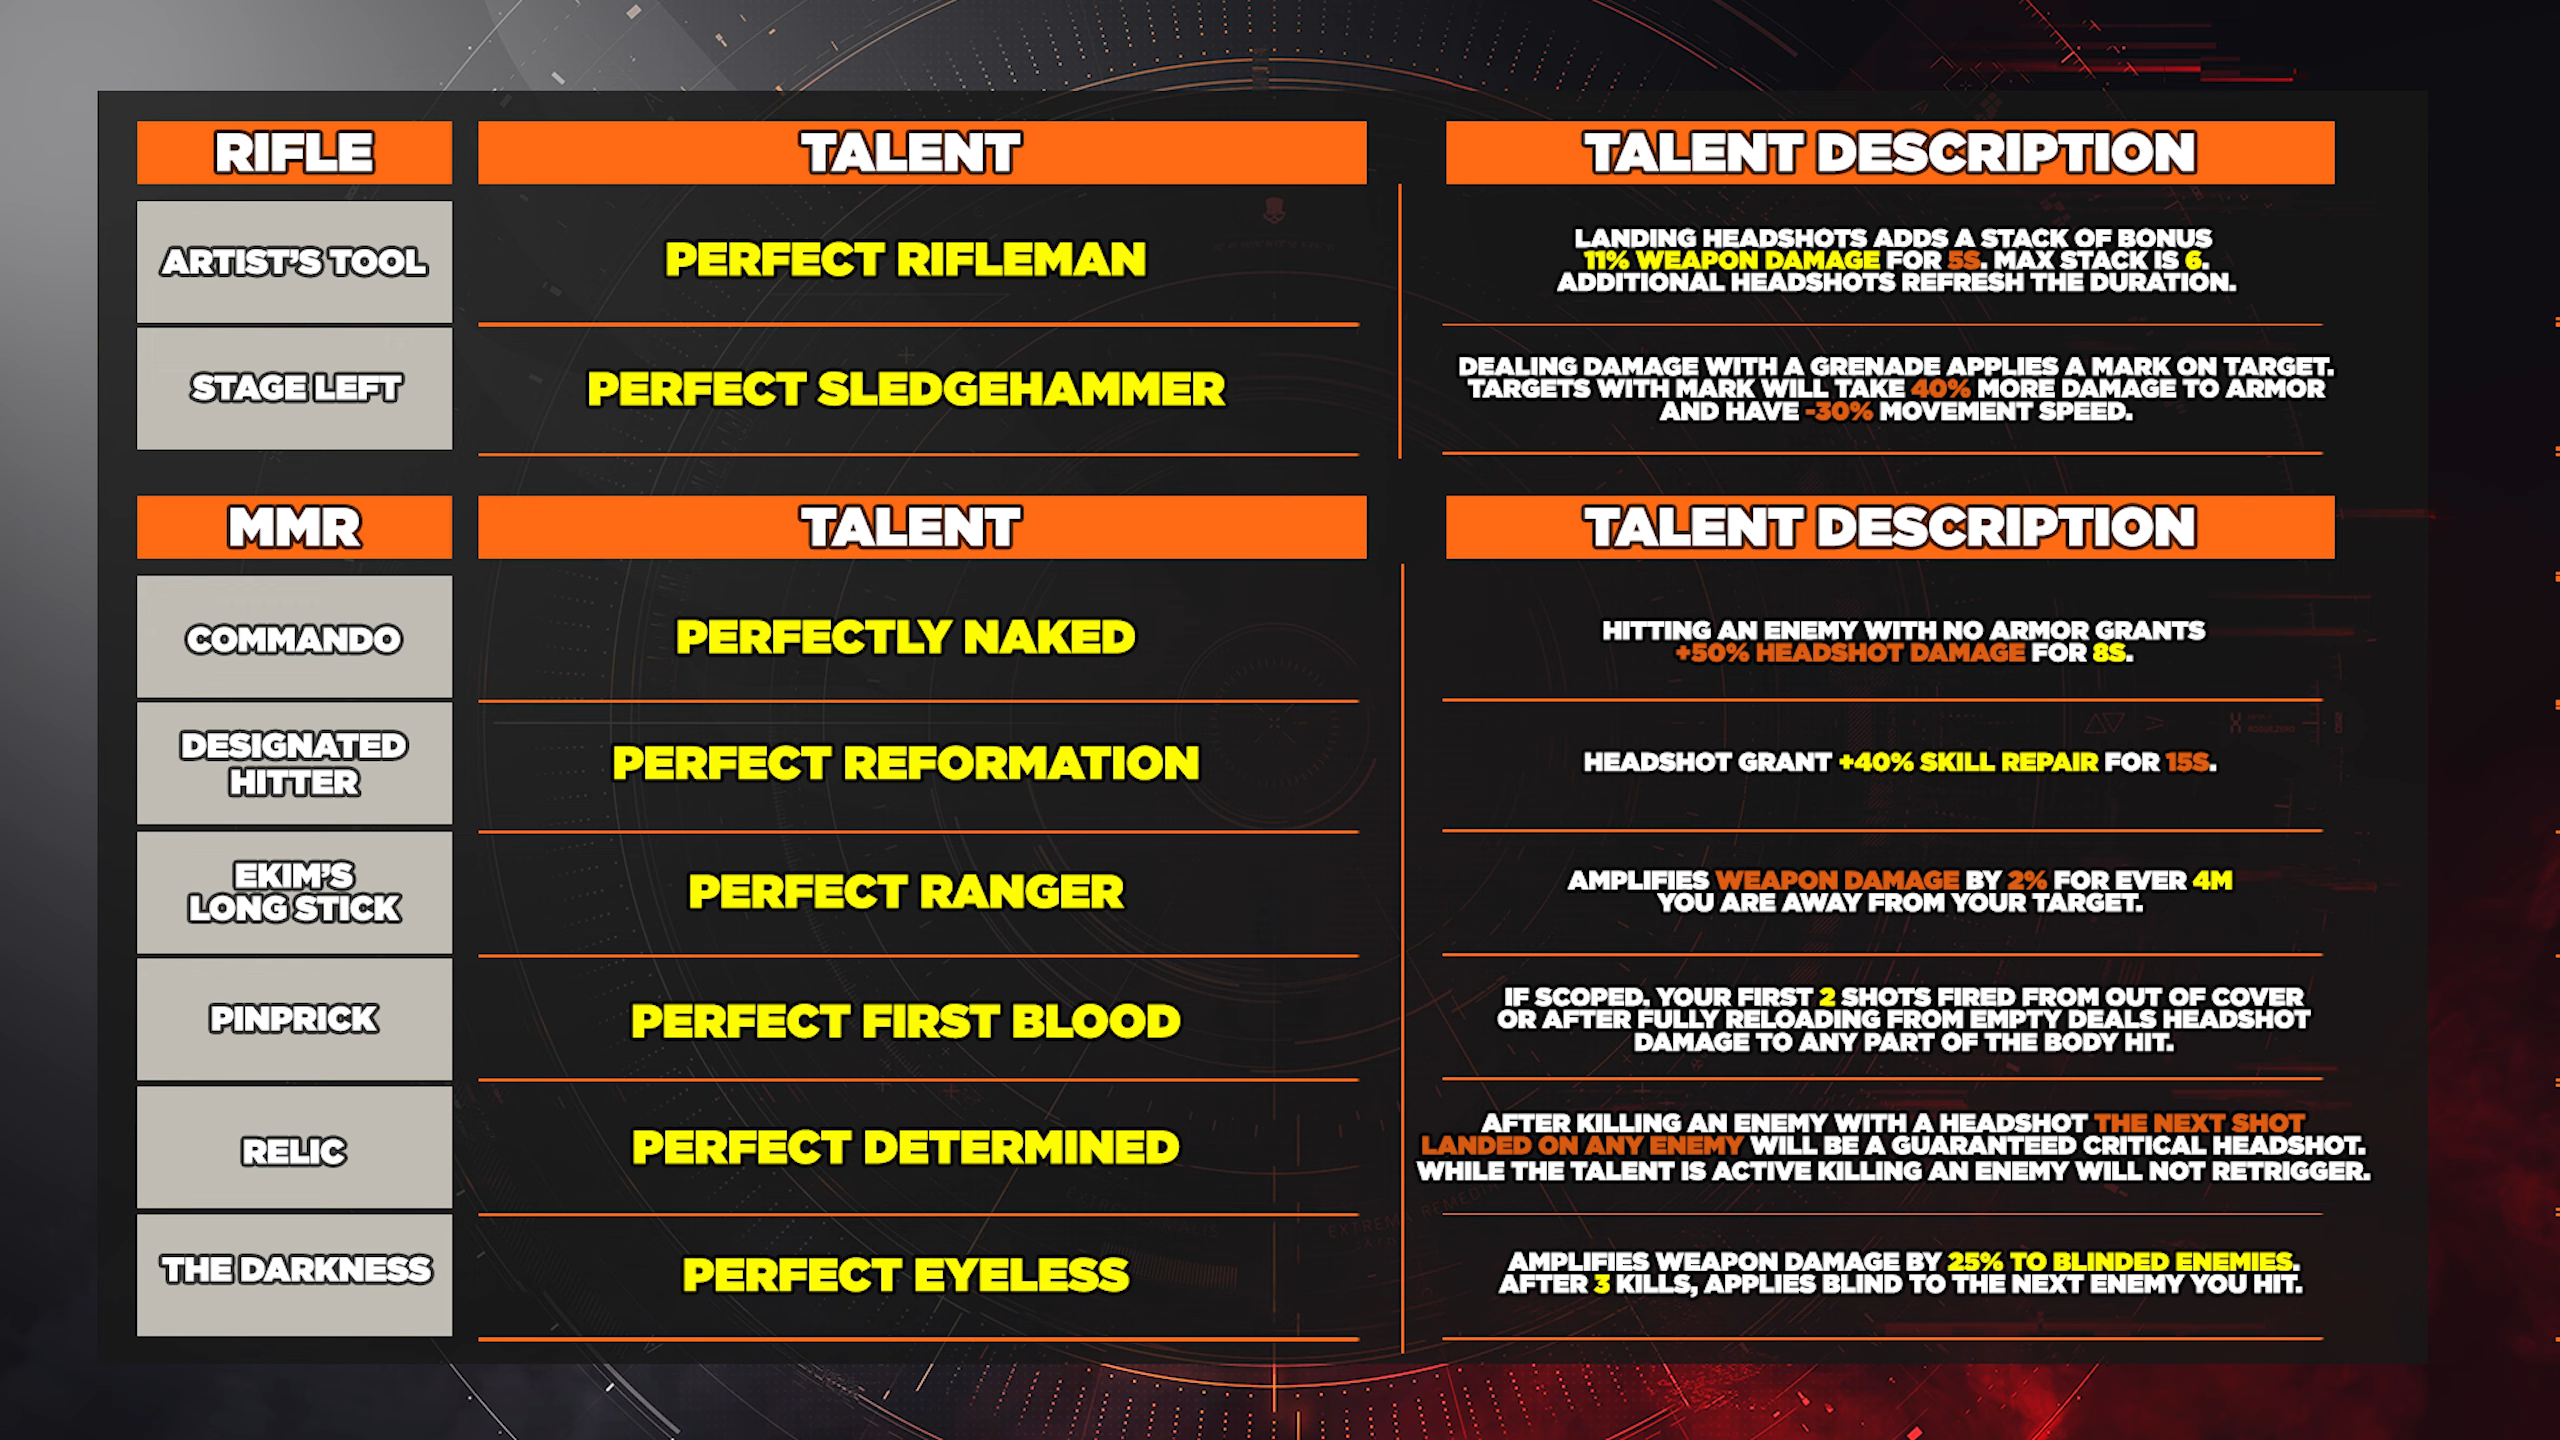 RIFLE
TALENT
TALENT DESCRIPTION
ARTIST'S TOOL
PERFECT RIFLEMAN
LANDING HEADSHOTS ADDS A STACK OF BONUS
11% WEAPON DAMAGE FOR 5S. MAX STACK IS 6.
ADDITIONAL HEADSHOTS REFRESH THE DURATION.
STAGE LEFT
PERFECT SLEDGEHAMMER
DEALING DAMAGE WITH A GRENADE APPLIES A MARK ON TARGET.
TARGETS WITH MARK WILL TAKE 40% MORE DAMAGE TO ARMOR
AND HAVE -30% MOVEMENT SPEED.
MMR
TALENT
TALENT DESCRIPTION
COMMANDO
PERFECTLY NAKED
HITTING AN ENEMY WITH NO ARMOR GRANTS
+50% HEADSHOT DAMAGE FOR 8S.
DESIGNATED
HITTER
PERFECT REFORMATION
HEADSHOT GRANT +40% SKILL REPAIR FOR 15S.
EKIM'S
LONG STICK
PERFECT RANGER
AMPLIFIES WEAPON DAMAGE BY 2% FOR EVER 4M
YOU ARE AWAY FROM YOUR TARGET.
PINPRICK
PERFECT FIRST BLOOD
IF SCOPED. YOUR FIRST 2 SHOTS FIRED FROM OUT OF COVER
OR AFTER FULLY RELOADING FROM EMPTY DEALS HEADSHOT
DAMAGE TO ANY PART OF THE BODY HIT.
RELIC
PERFECT DETERMINED
AFTER KILLING AN ENEMY WITH A HEADSHOT THE NEXT SHOT
LANDED ON ANY ENEMY WILL BE A GUARANTEED CRITICAL HEADSHOT.
WHILE THE TALENT IS ACTIVE KILLING AN ENEMY WILL NOT RETRIGGER.
THE DARKNESS
PERFECT EYELESS
AMPLIFIES WEAPON DAMAGE BY 25% TO BLINDED ENEMIES.
AFTER 3 KILLS, APPLIES BLIND TO THE NEXT ENEMY YOU HIT.